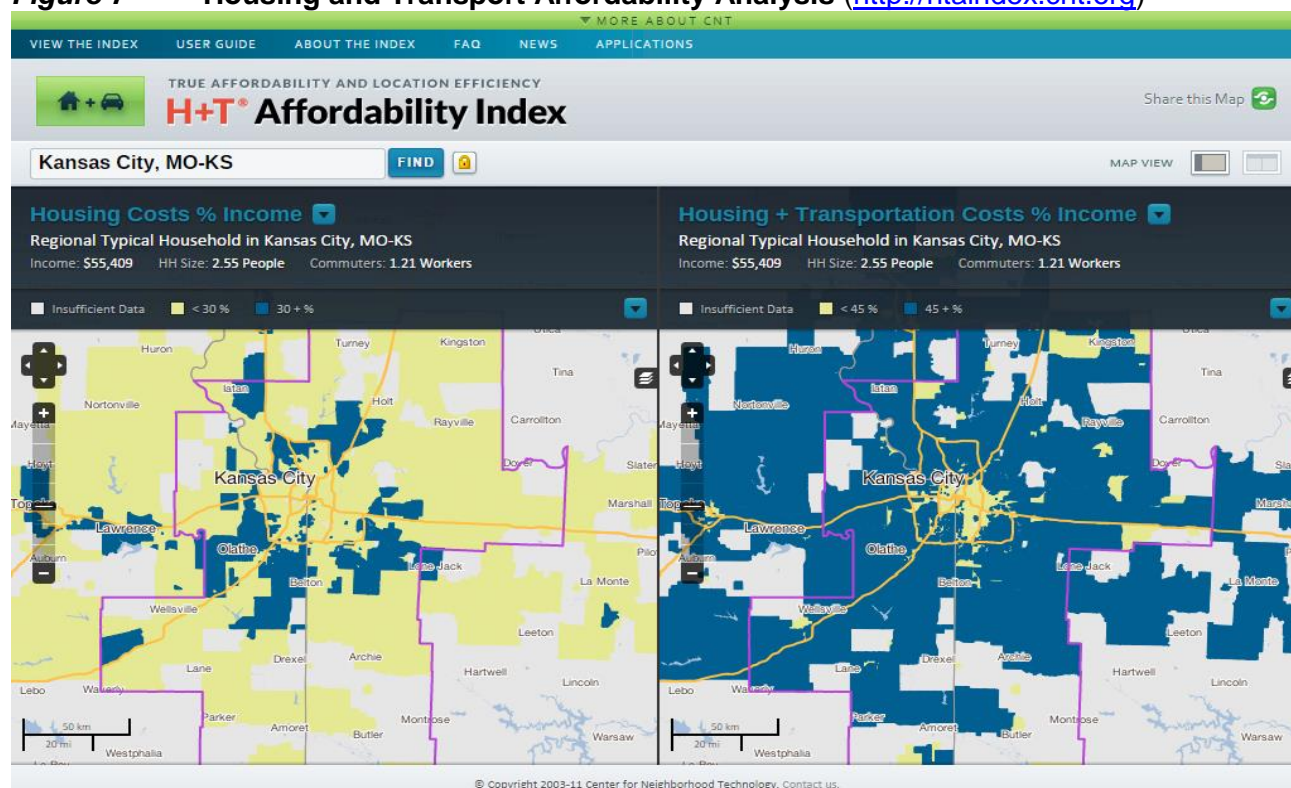 Housing and Transport Affordability Analysis (http://htaindex.cnt.org)
MORE ABOUT CNT
VIEW THE INDEX USER GUIDE ABOUT THE INDEX FAQ NEWS APPLICATIONS
TRUE AFFORDABILITY AND LOCATION EFFICIENCY
H+T® Affordability Index
Share this Map
Kansas City, MO-KS FIND
MAP VIEW
Housing Costs % Income
Regional Typical Household in Kansas City, MO-KS
Income: $55,409 HH Size: 2.55 People Commuters: 1.21 Workers
Insufficient Data < 30 % 30 + %
Huron Turney Kingston
Iatan Tina
Nortonville Holt
Rayville Carrollton
Mayetta
Hoyt Dover Slater
Kansas City
Marshall
Lawrence
Auburn Olathe Pilo
Belton Lone Jack
La Monte
Wellsville
Leeton
Drexel Archie
Lane Hartwell
Lebo Waverly Lincoln
Parker Montrose
50 km Amoret Butler Warsaw
20 mi Westphalia
Housing + Transportation Costs % Income
Regional Typical Household in Kansas City, MO-KS
Income: $55,409 HH Size: 2.55 People Commuters: 1.21 Workers
Insufficient Data < 45 % 45 + %
Utica
Huron Turney Kingston
Iatan Tina
Nortonville Holt
Rayville Carrollton
Mayetta
Hoyt Dover Sla
Kansas City
Lawrence
Auburn Olathe
Belton Lone Jack
La Monte
Wellsville
Leeton
Drexel Archie
Lane Hartwell
Lebo Lincoln
Parker Montrose
50 km Amoret Butler Warsaw
20 mi Westphalia
© Copyright 2003-11 Center for Neighborhood Technology. Contact us.